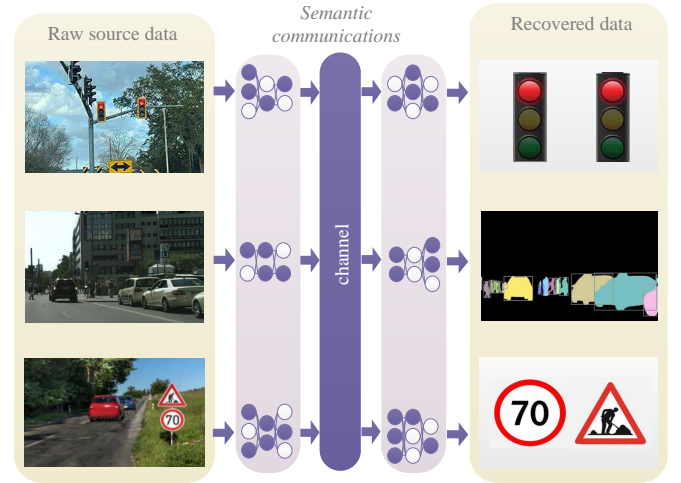 Raw source data
Semantic
communications
Recovered data
channel
70
70